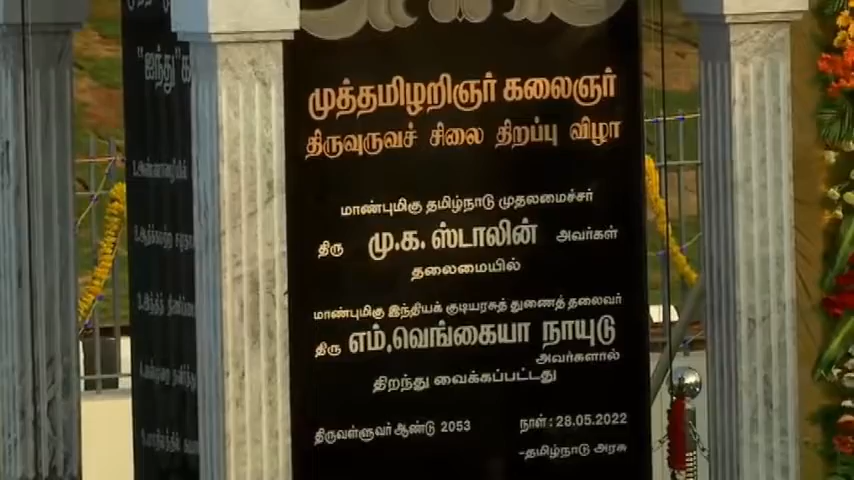 முத்தமிழறிஞர் கலைஞர்
திருவுருவச் சிலை திறப்பு விழா
மாண்புமிகு தமிழ்நாடு முதலமைச்சர்
திரு மு.க. ஸ்டாலின் அவர்கள்
தலைமையில்
மாண்புமிகு இந்தியக் குடியரசுத் துணைத் தலைவர்
திரு எம்.வெங்கையா நாயுடு
அவர்களால்
திறந்து வைக்கப்பட்டது.
திருவள்ளுவர் ஆண்டு 2053 நாள்: 28.05.2022
-தமிழ்நாடு அரசு
"ஐந்து"